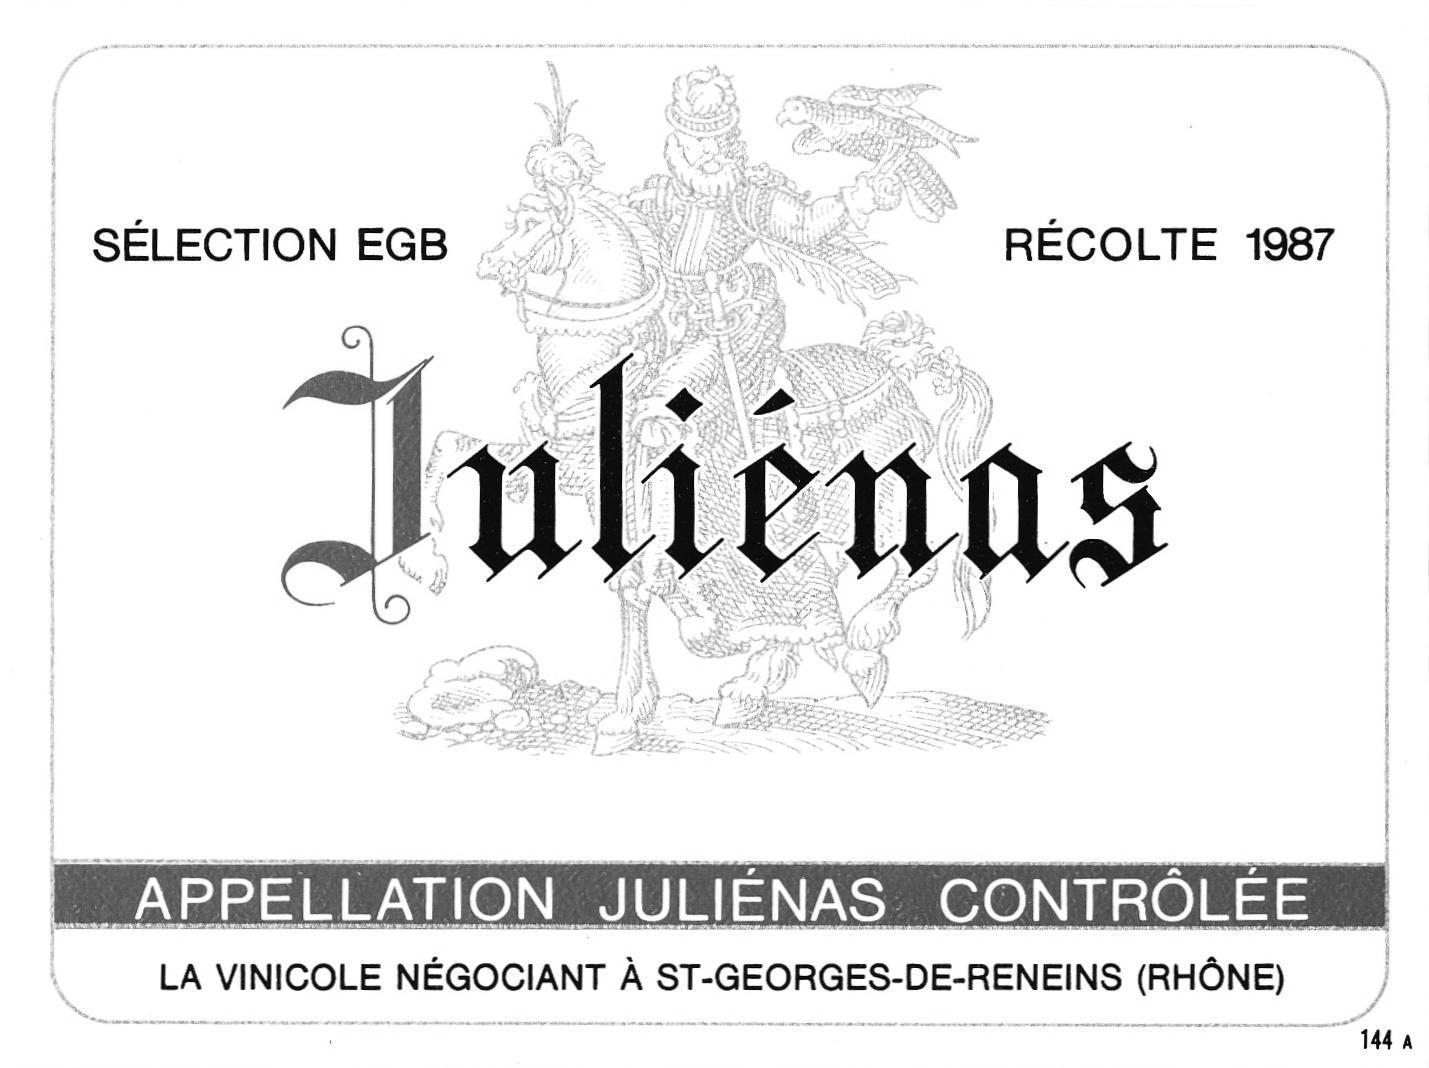 SÉLECTION EGB
RÉCOLTE 1987
Juliénas
APPELLATION JULIÉNAS CONTRÔLÉE
LA VINICOLE NÉGOCIANT À ST-GEORGES-DE-RENEINS (RHÔNE)
144 A